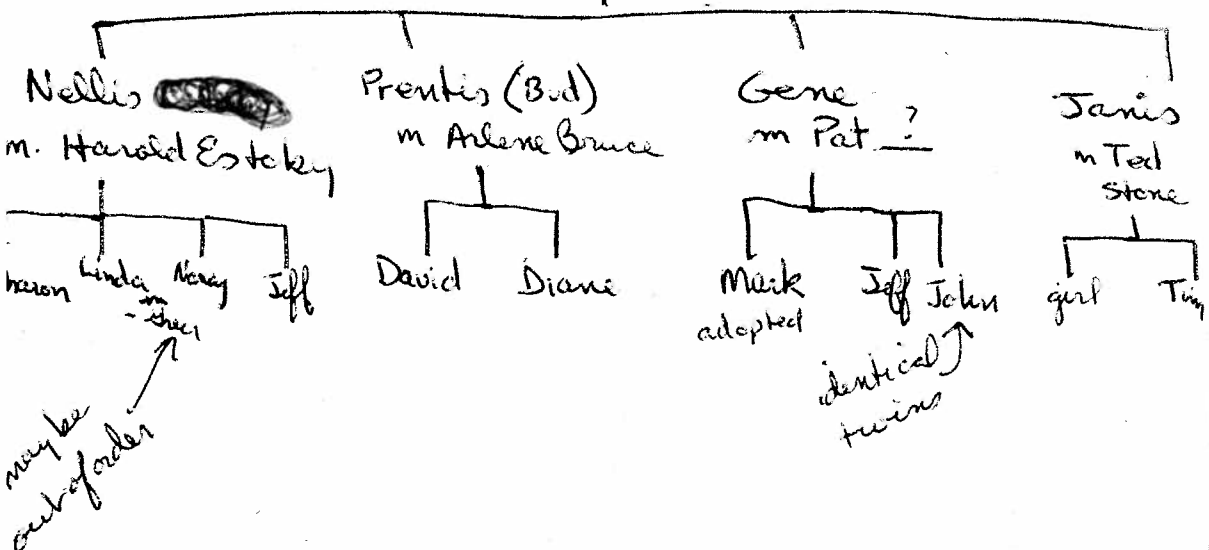 Nellis
m. Harold Estoky
haron
Linda
m
Nancy
Jeff
maybe
out of order
Prentis (Bud)
m Arlene Bruce
David
Diane
Gene
m Pat ?
Mark
adopted
Jeff
John
identical
twins
Janis
m Ted
Stone
girl
Tim